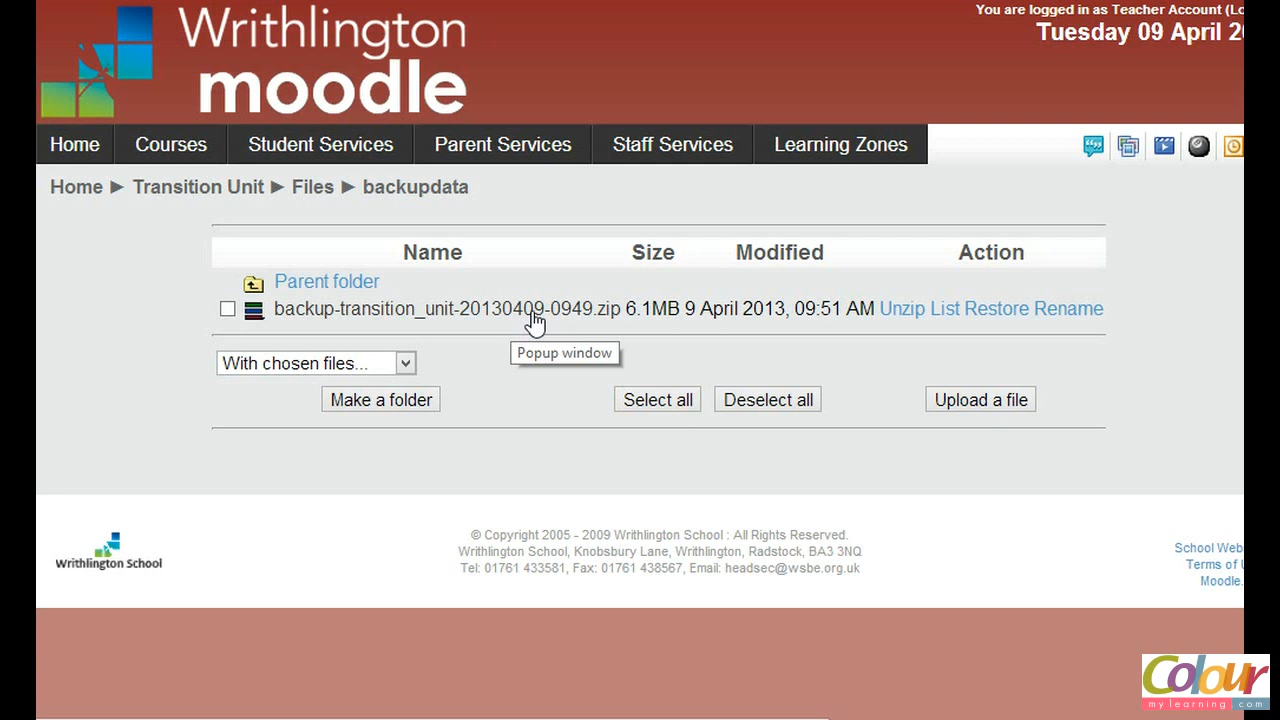 You are logged in as Teacher Account (Lo
Tuesday 09 April 20
Writhlington
moodle
Home Courses Student Services Parent Services Staff Services Learning Zones
Home ► Transition Unit ► Files ► backupdata
Name Size Modified Action
Parent folder
backup-transition_unit-20130409-0949.zip 6.1MB 9 April 2013, 09:51 AM Unzip List Restore Rename
Popup window
With chosen files...
Make a folder Select all Deselect all Upload a file
© Copyright 2005 - 2009 Writhlington School : All Rights Reserved.
Writhlington School, Knobsbury Lane, Writhlington, Radstock, BA3 3NQ
Tel: 01761 433581, Fax: 01761 438567, Email: headsec@wsbe.org.uk
Writhlington School
School Web
Terms of U
Moodle.
Colour
mylearning.com